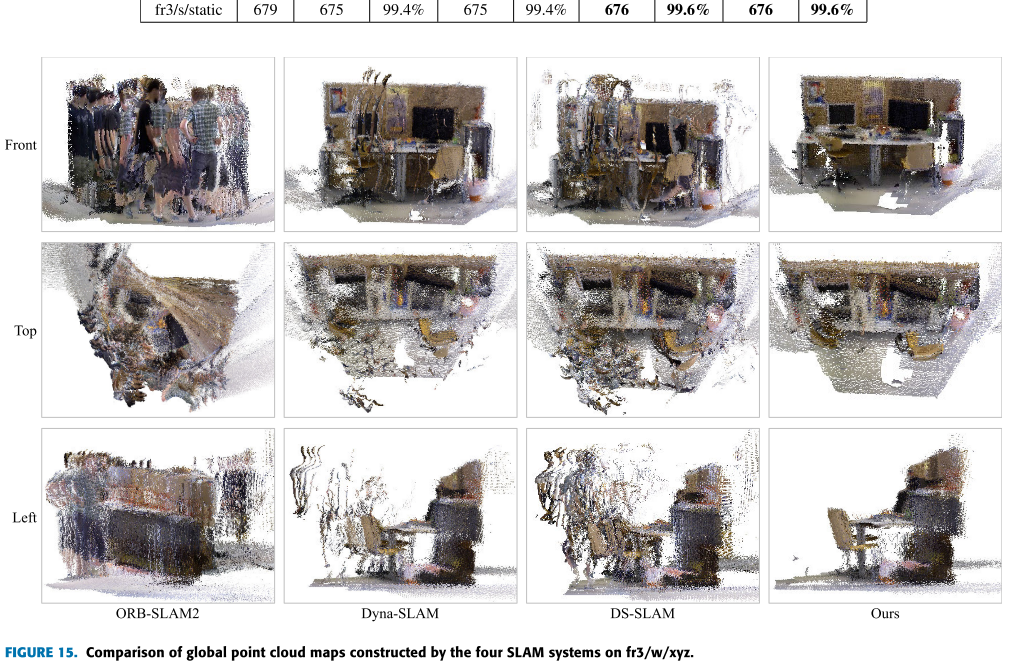 fr3/s/static 679 675 99.4% 675 99.4% 676 99.6% 676 99.6%
Front
Top
Left
ORB-SLAM2 Dyna-SLAM DS-SLAM Ours
FIGURE 15. Comparison of global point cloud maps constructed by the four SLAM systems on fr3/w/xyz.